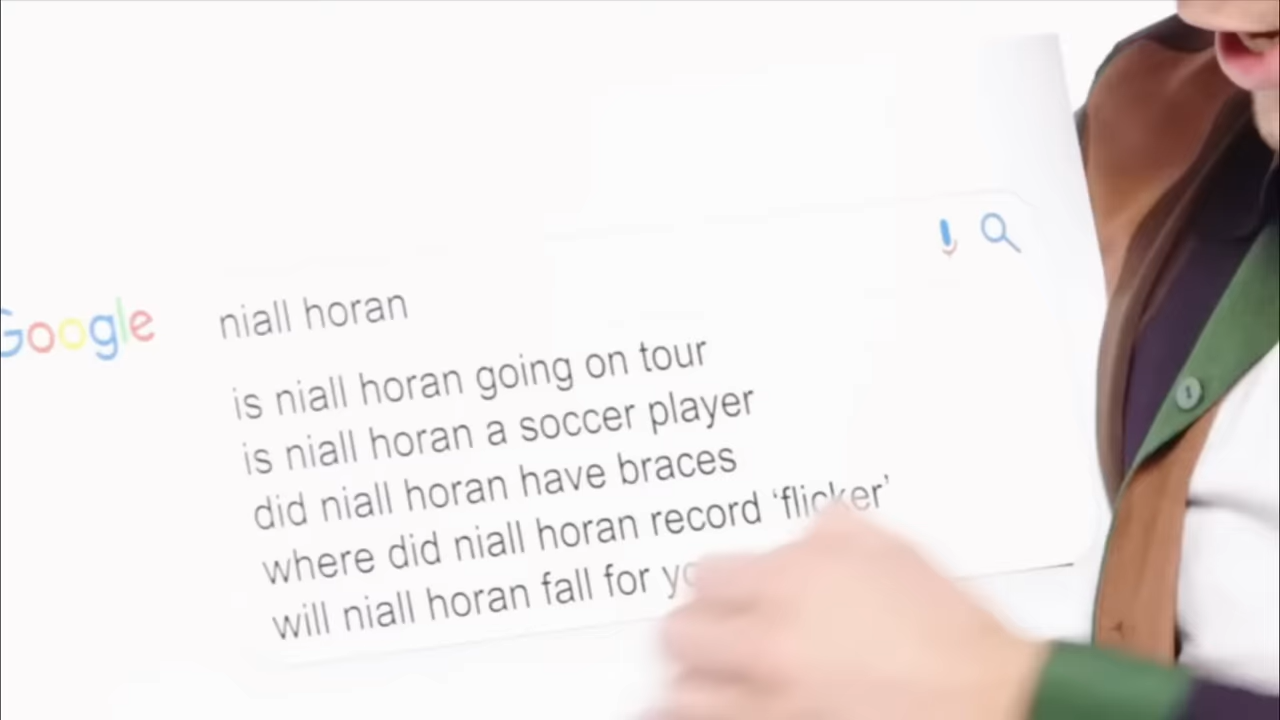 Google niall horan
is niall horan going on tour
is niall horan a soccer player
did niall horan have braces
where did niall horan record ‘flicker’
will niall horan fall for